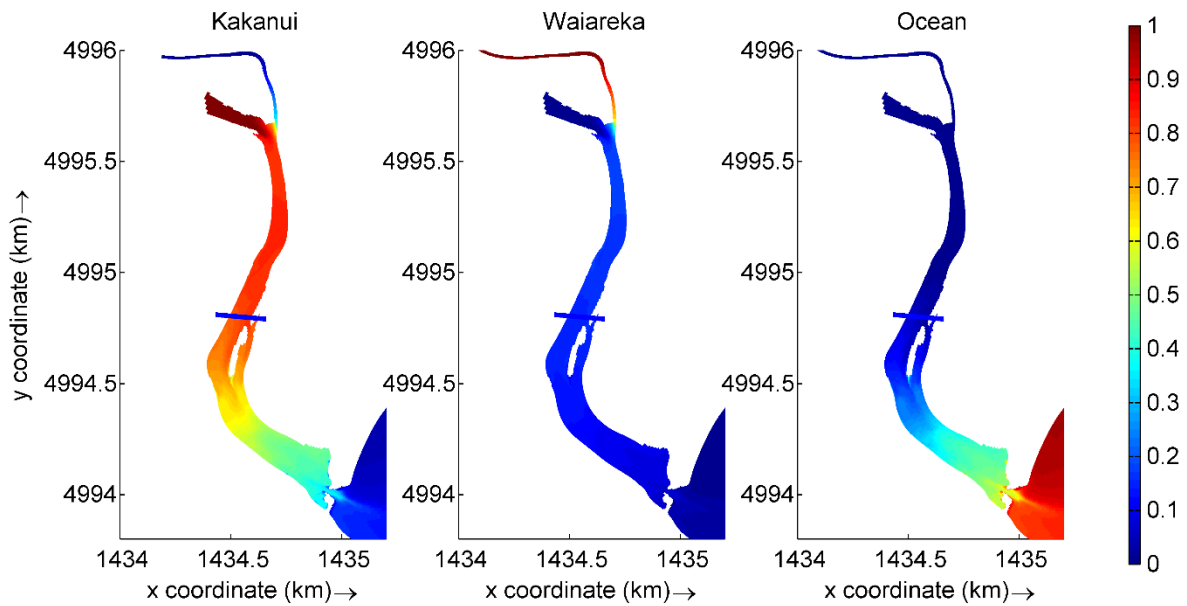 Kakanui Waiareka Ocean
4996 4996 4996 1
0.9
0.8
4995.5 4995.5 4995.5 0.7
0.6
y coordinate (km)→ 4995 4995 4995 0.5
0.4
4994.5 4994.5 4994.5 0.3
0.2
4994 4994 4994 0.1
0
1434 1434.5 1435 1434 1434.5 1435 1434 1434.5 1435
x coordinate (km)→ x coordinate (km)→ x coordinate (km)→